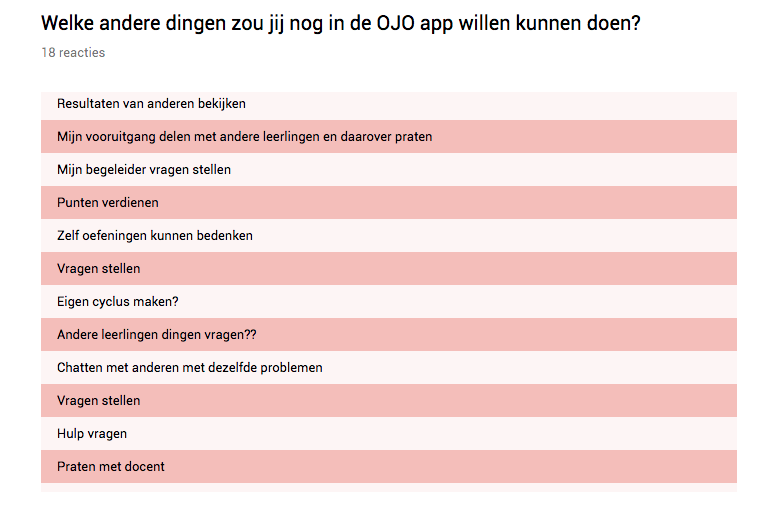 Welke andere dingen zou jij nog in de OJO app willen kunnen doen?
18 reacties
Resultaten van anderen bekijken
Mijn vooruitgang delen met andere leerlingen en daarover praten
Mijn begeleider vragen stellen
Punten verdienen
Zelf oefeningen kunnen bedenken
Vragen stellen
Eigen cyclus maken?
Andere leerlingen dingen vragen??
Chatten met anderen met dezelfde problemen
Vragen stellen
Hulp vragen
Praten met docent